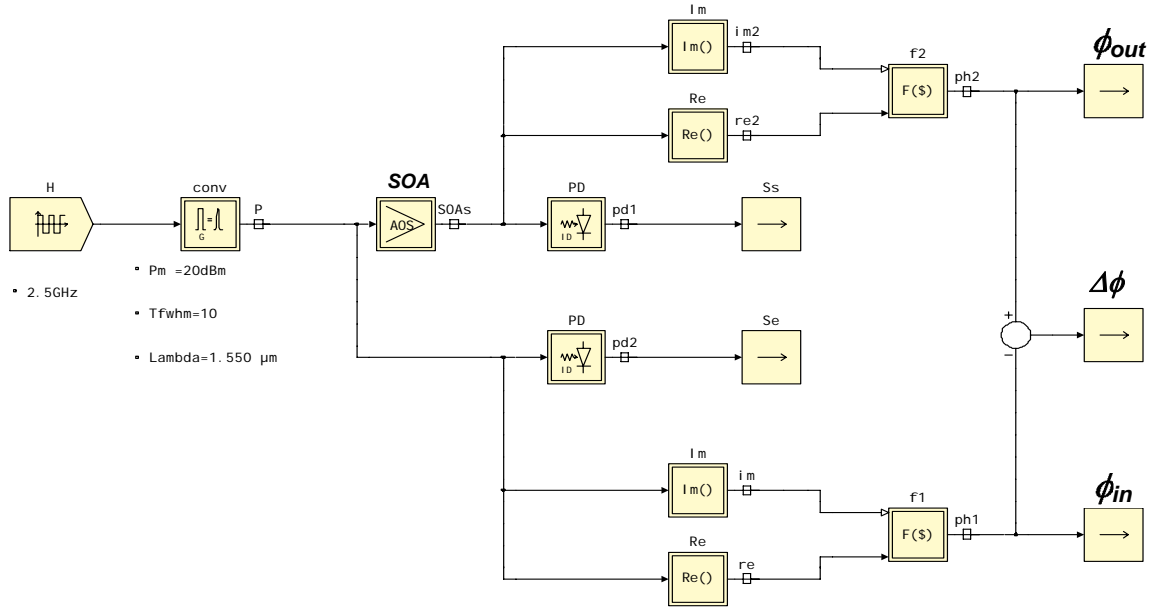 Im
Im()
im2
f2
F($)
ph2
ϕout
Re
Re()
re2
H
conv
G
P
SOA
AOS
SOAs
PD
ID
pd1
Ss
2.5GHz
Pm =20dBm
Tfwhm=10
Lambda=1.550 µm
PD
ID
pd2
Se
+
−
Δϕ
Im
Im()
im
f1
F($)
ph1
ϕin
Re
Re()
re